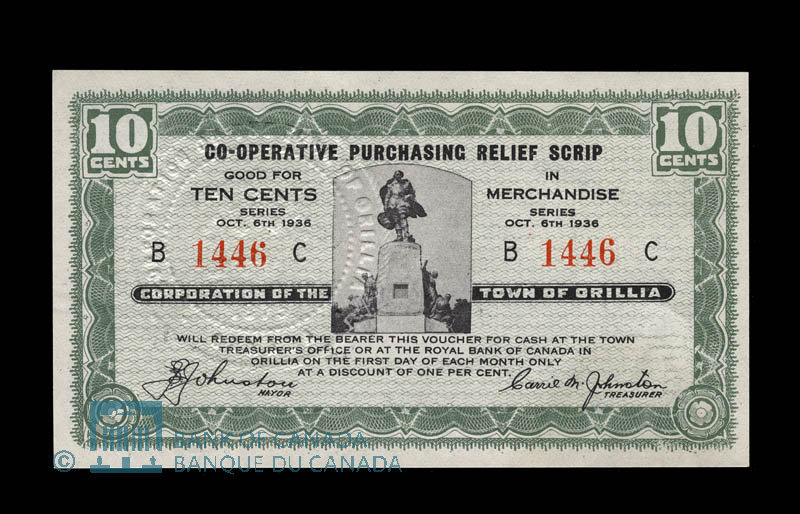 10 CENTS
10 CENTS
CO-OPERATIVE PURCHASING RELIEF SCRIP
GOOD FOR
TEN CENTS
SERIES
OCT. 6TH 1936
B 1446 C
IN
MERCHANDISE
SERIES
OCT. 6TH 1936
B 1446 C
CORPORATION OF THE TOWN OF ORILLIA
WILL REDEEM FROM THE BEARER THIS VOUCHER FOR CASH AT THE TOWN
TREASURER'S OFFICE OR AT THE ROYAL BANK OF CANADA IN
ORILLIA ON THE FIRST DAY OF EACH MONTH ONLY
AT A DISCOUNT OF ONE PER CENT.
Johnston
MAYOR
Carrie M. Johnston
TREASURER
© BANK OF CANADA
BANQUE DU CANADA